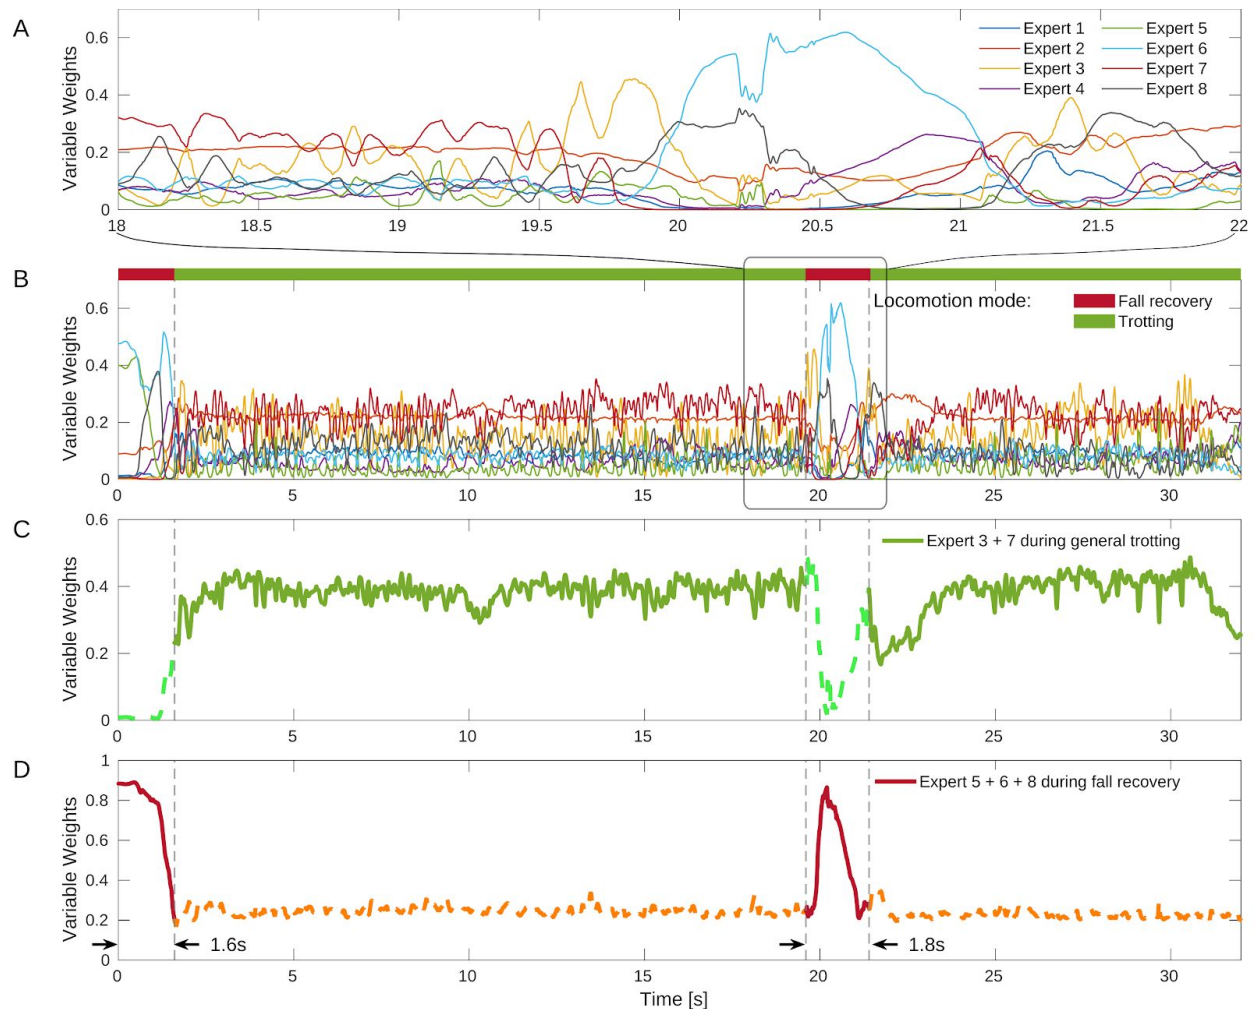 A
Variable Weights
0.6
0.4
0.2
0
Expert 1
Expert 2
Expert 3
Expert 4
Expert 5
Expert 6
Expert 7
Expert 8
18 18.5 19 19.5 20 20.5 21 21.5 22
B
Variable Weights
0.6
0.4
0.2
0
Locomotion mode:
Fall recovery
Trotting
0 5 10 15 20 25 30
C
Variable Weights
0.6
0.4
0.2
0
Expert 3 + 7 during general trotting
0 5 10 15 20 25 30
D
Variable Weights
1
0.8
0.6
0.4
0.2
0
Expert 5 + 6 + 8 during fall recovery
1.6s
1.8s
0 5 10 15 20 25 30
Time [s]